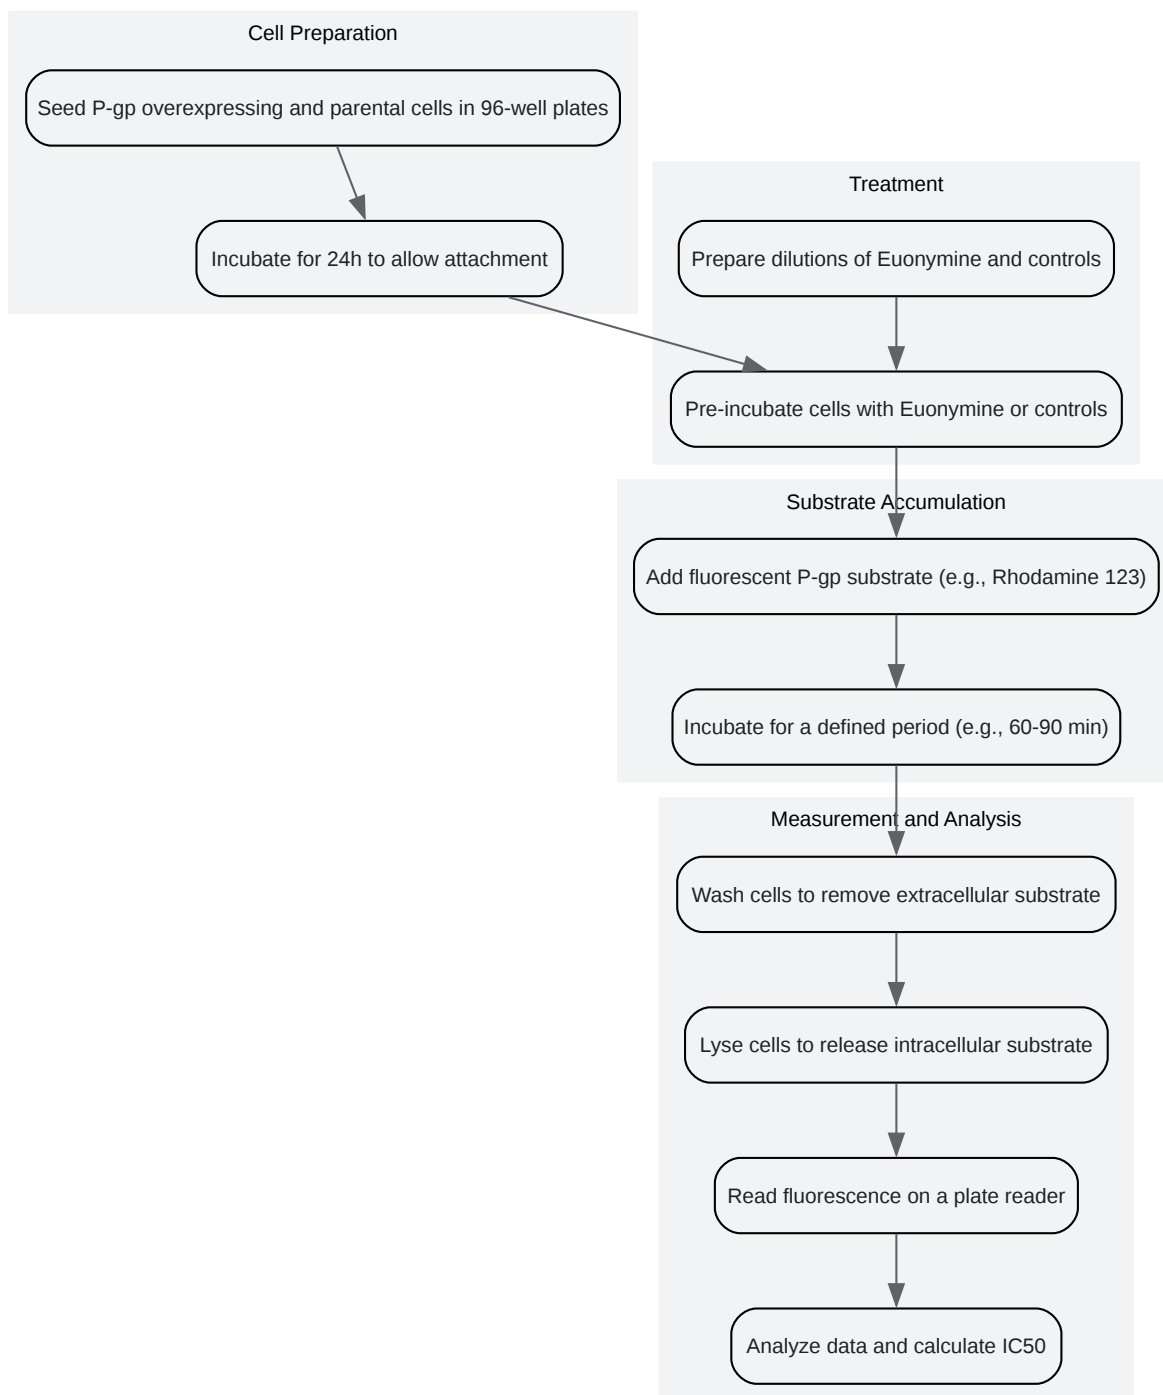 Cell Preparation
Seed P-gp overexpressing and parental cells in 96-well plates
Incubate for 24h to allow attachment
Treatment
Prepare dilutions of Euonymine and controls
Pre-incubate cells with Euonymine or controls
Substrate Accumulation
Add fluorescent P-gp substrate (e.g., Rhodamine 123)
Incubate for a defined period (e.g., 60-90 min)
Measurement and Analysis
Wash cells to remove extracellular substrate
Lyse cells to release intracellular substrate
Read fluorescence on a plate reader
Analyze data and calculate IC50